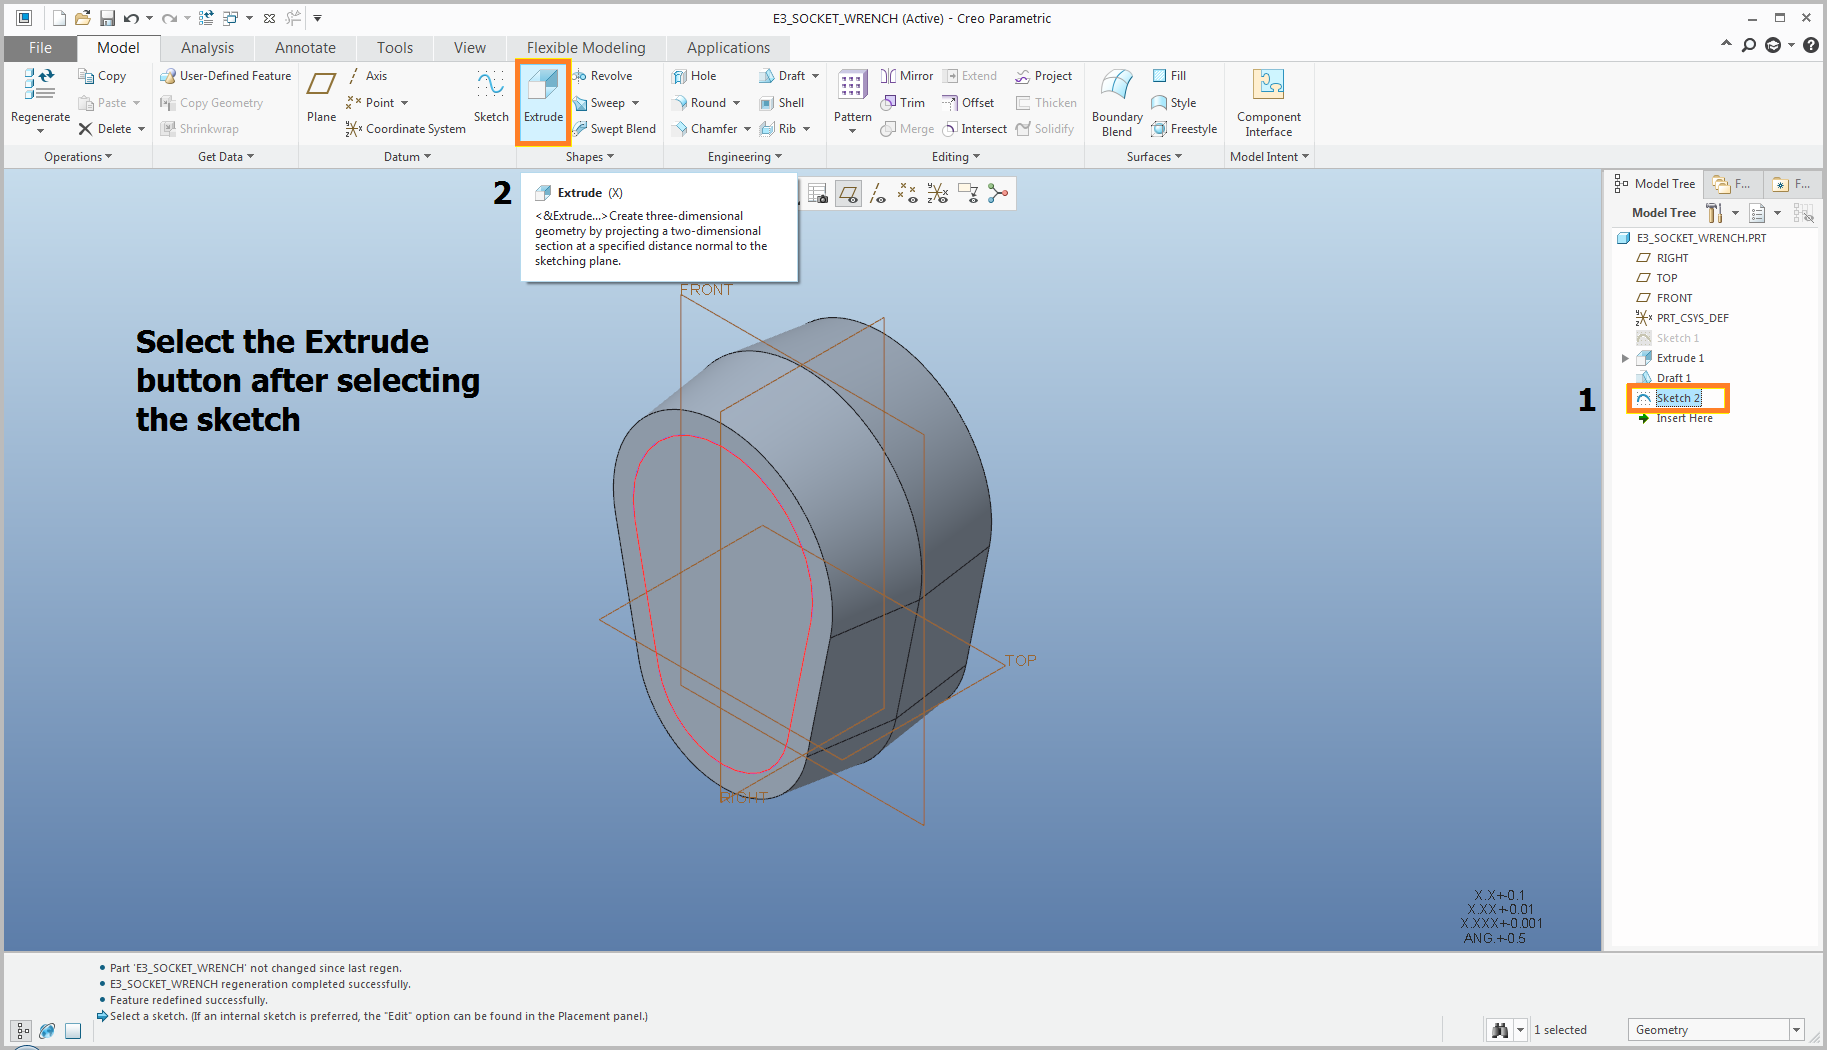 E3_SOCKET_WRENCH (Active) - Creo Parametric
File Model Analysis Annotate Tools View Flexible Modeling Applications
Regenerate
Copy
Paste
Delete
Operations
User-Defined Feature
Copy Geometry
Shrinkwrap
Get Data
Plane
Axis
Point
Coordinate System
Sketch
Datum
Extrude
Revolve
Sweep
Swept Blend
Shapes
Hole
Round
Chamfer
Draft
Shell
Rib
Engineering
Pattern
Mirror
Trim
Merge
Extend
Offset
Intersect
Project
Thicken
Solidify
Editing
Boundary
Blend
Fill
Style
Freestyle
Surfaces
Component
Interface
Model Intent
2
Extrude (X)
<&Extrude...>Create three-dimensional
geometry by projecting a two-dimensional
section at a specified distance normal to the
sketching plane.
Select the Extrude
button after selecting
the sketch
FRONT
TOP
RIGHT
Model Tree
F...
F...
Model Tree
E3_SOCKET_WRENCH.PRT
RIGHT
TOP
FRONT
PRT_CSYS_DEF
Sketch 1
Extrude 1
Draft 1
1
Sketch 2
Insert Here
X.X+-0.1
X.XX+-0.01
X.XXX+-0.001
ANG.+-0.5
Part 'E3_SOCKET_WRENCH' not changed since last regen.
E3_SOCKET_WRENCH regeneration completed successfully.
Feature redefined successfully.
Select a sketch. (If an internal sketch is preferred, the "Edit" option can be found in the Placement panel.)
1 selected
Geometry